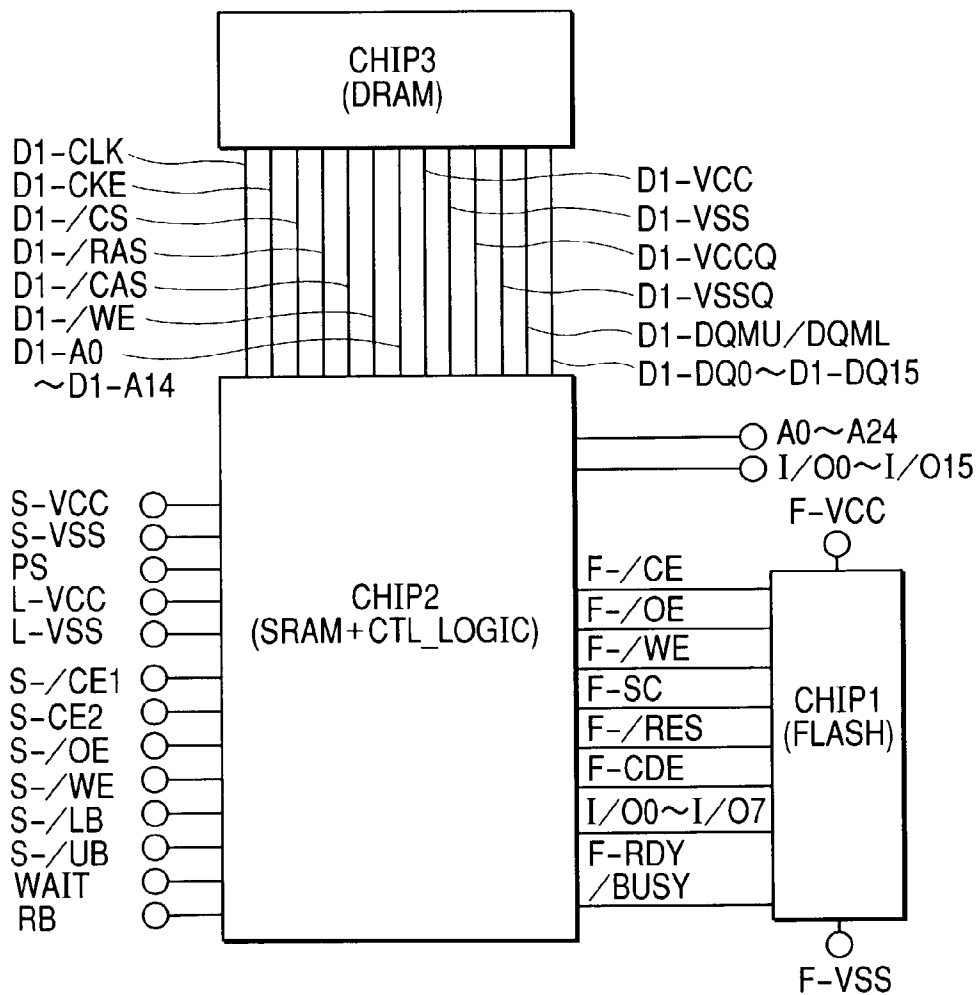 CHIP3
(DRAM)
D1-CLK
D1-CKE
D1-/CS
D1-/RAS
D1-/CAS
D1-/WE
D1-A0
~D1-A14
D1-VCC
D1-VSS
D1-VCCQ
D1-VSSQ
D1-DQMU/DQML
D1-DQ0~D1-DQ15
A0~A24
I/O0~I/O15
S-VCC
S-VSS
PS
L-VCC
L-VSS
S-/CE1
S-CE2
S-/OE
S-/WE
S-/LB
S-/UB
WAIT
RB
CHIP2
(SRAM+CTL_LOGIC)
F-/CE
F-/OE
F-/WE
F-SC
F-/RES
F-CDE
I/O0~I/O7
F-RDY
/BUSY
F-VCC
CHIP1
(FLASH)
F-VSS